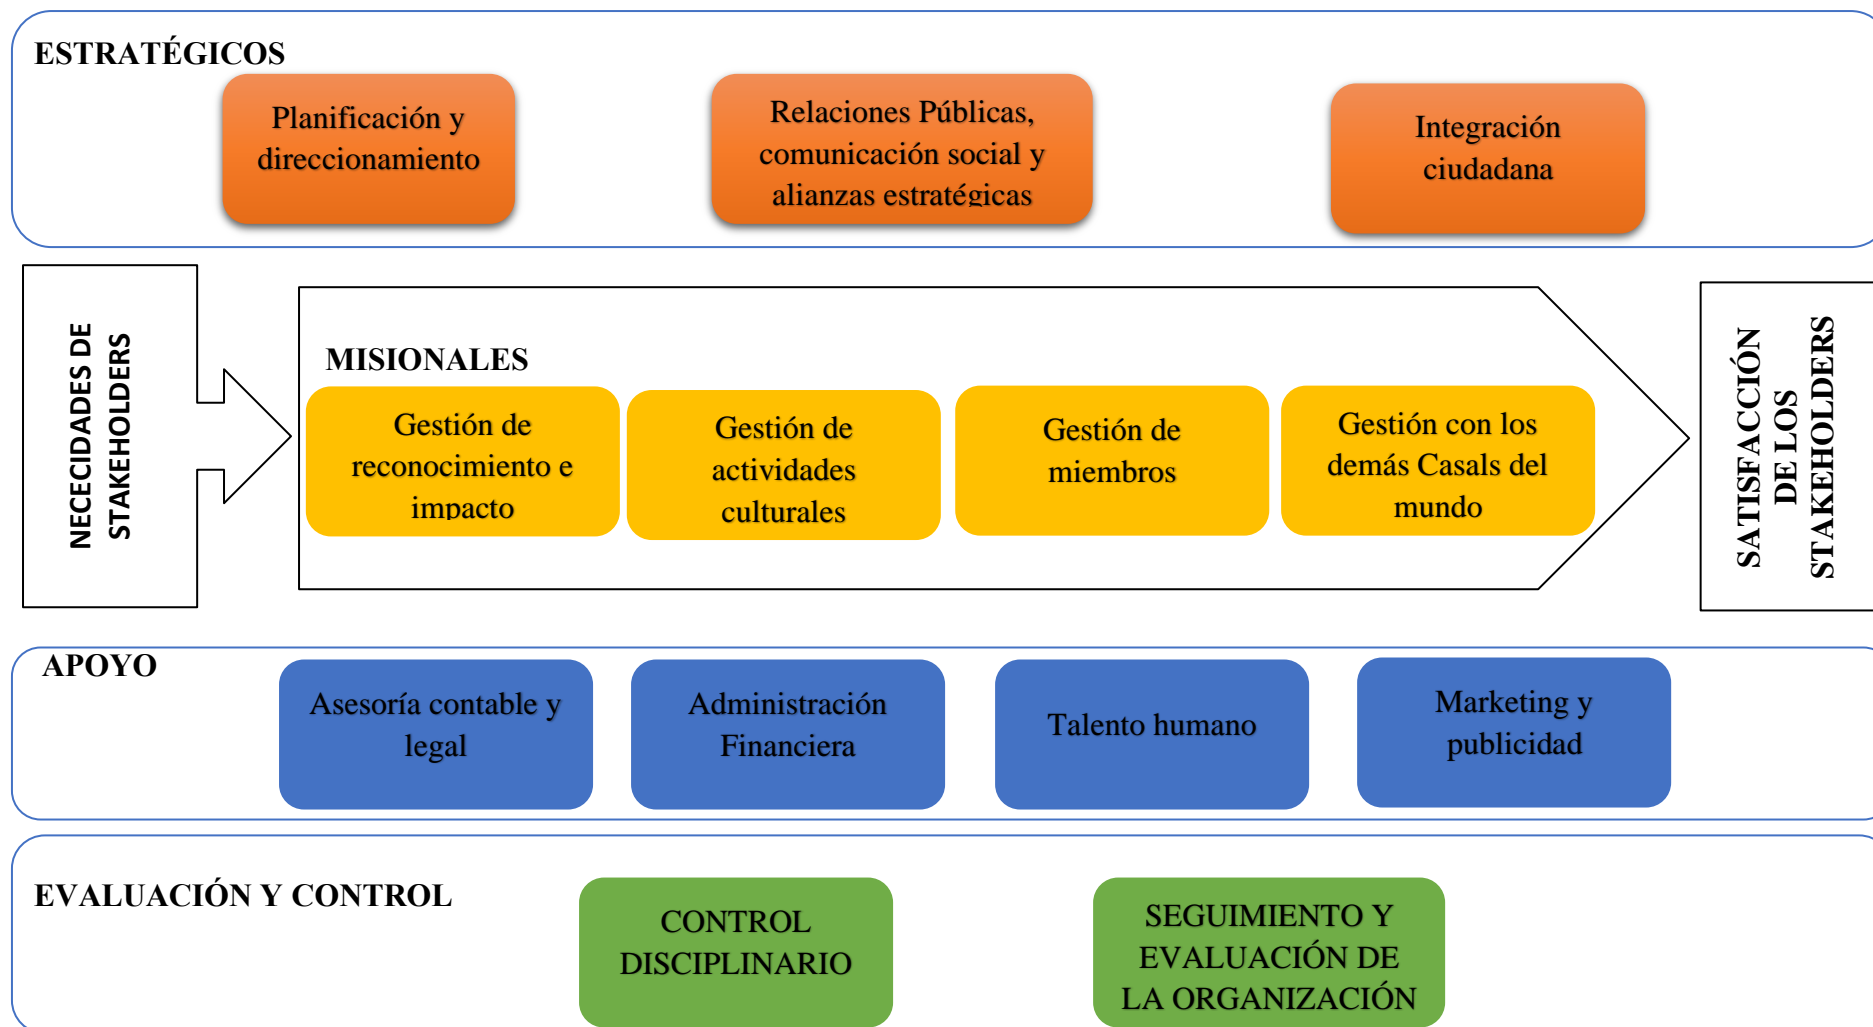 ESTRATÉGICOS
Planificación y
direccionamiento
Relaciones Públicas,
comunicación social y
alianzas estratégicas
Integración
ciudadana
NECECIDADES DE
STAKEHOLDERS
MISIONALES
Gestión de
reconocimiento e
impacto
Gestión de
actividades
culturales
Gestión de
miembros
Gestión con los
demás Casals del
mundo
SATISFACCIÓN
DE LOS
STAKEHOLDERS
APOYO
Asesoría contable y
legal
Administración
Financiera
Talento humano
Marketing y
publicidad
EVALUACIÓN Y CONTROL
CONTROL
DISCIPLINARIO
SEGUIMIENTO Y
EVALUACIÓN DE
LA ORGANIZACIÓN